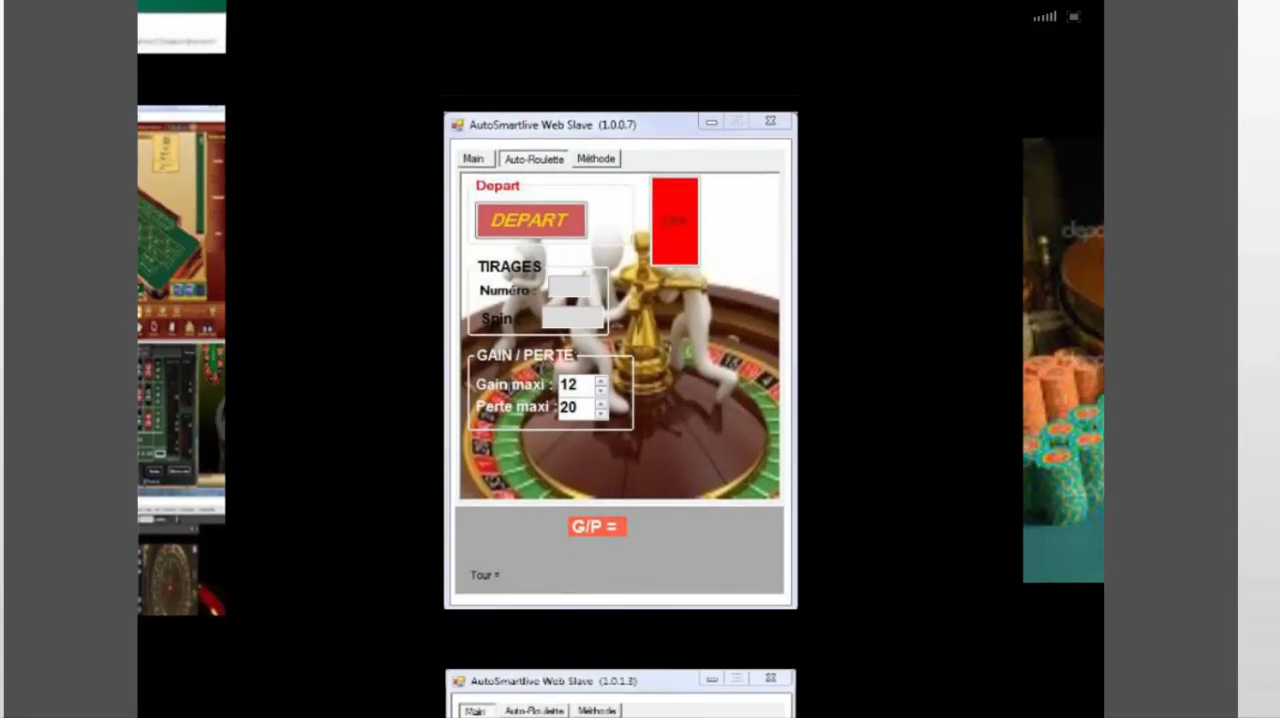 AutoSmartlive Web Slave (1.0.0.7)
Main
Auto-Roulette
Méthode
Depart
DEPART
TIRAGES
Numéro :
Spin
GAIN / PERTE
Gain maxi : 12
Perte maxi : 20
G/P =
Tour =
AutoSmartlive Web Slave (1.0.1.3)
Main
Auto-Roulette
Méthode